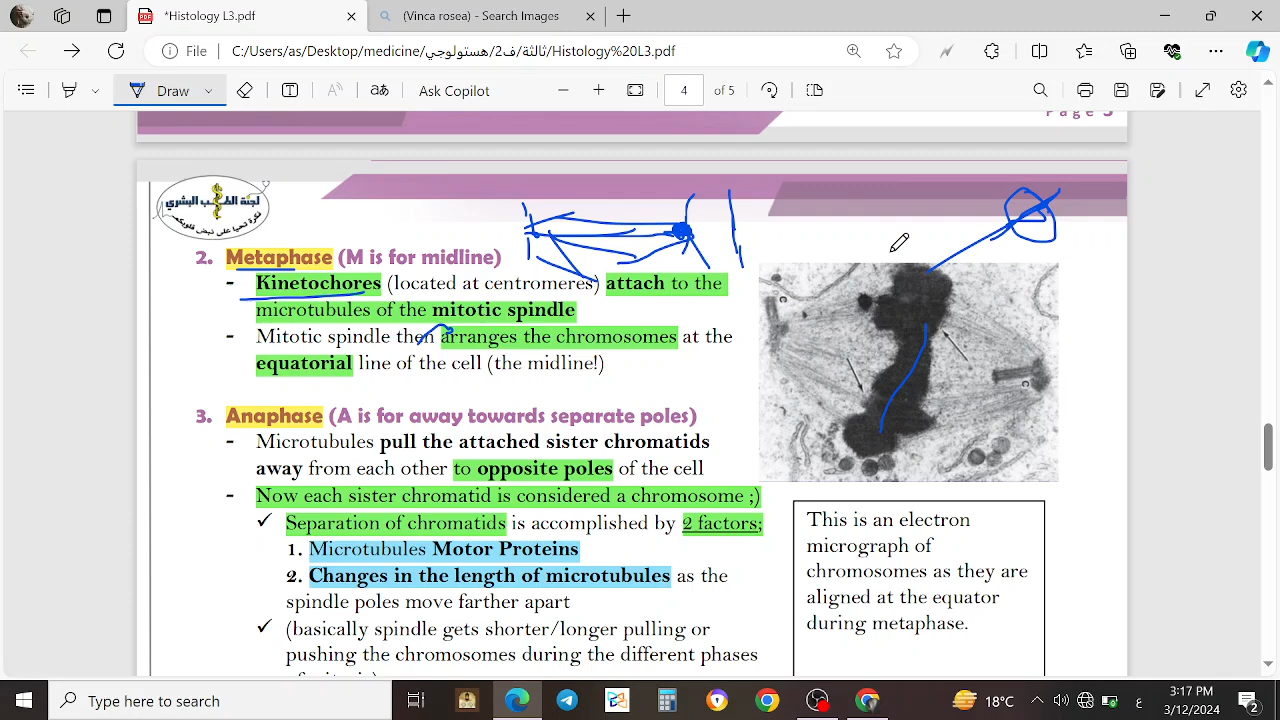 *Histology L3.pdf
(Vinca rosea) - Search Images
File
C:/Users/as/Desktop/medicine/ثالثة/ف2/هستولوجي/Histology%20L3.pdf
Draw
Ask Copilot
4 of 5
Page 3
لجنة الطب البشري
2. Metaphase (M is for midline)
- Kinetochores (located at centromeres) attach to the
microtubules of the mitotic spindle
- Mitotic spindle then arranges the chromosomes at the
equatorial line of the cell (the midline!)
3. Anaphase (A is for away towards separate poles)
- Microtubules pull the attached sister chromatids
away from each other to opposite poles of the cell
- Now each sister chromatid is considered a chromosome ;)
✓ Separation of chromatids is accomplished by 2 factors;
1. Microtubules Motor Proteins
2. Changes in the length of microtubules as the
spindle poles move farther apart
✓ (basically spindle gets shorter/longer pulling or
pushing the chromosomes during the different phases
C
C
This is an electron
micrograph of
chromosomes as they are
aligned at the equator
during metaphase.
Type here to search
18°C
ع
3:17 PM
3/12/2024
2